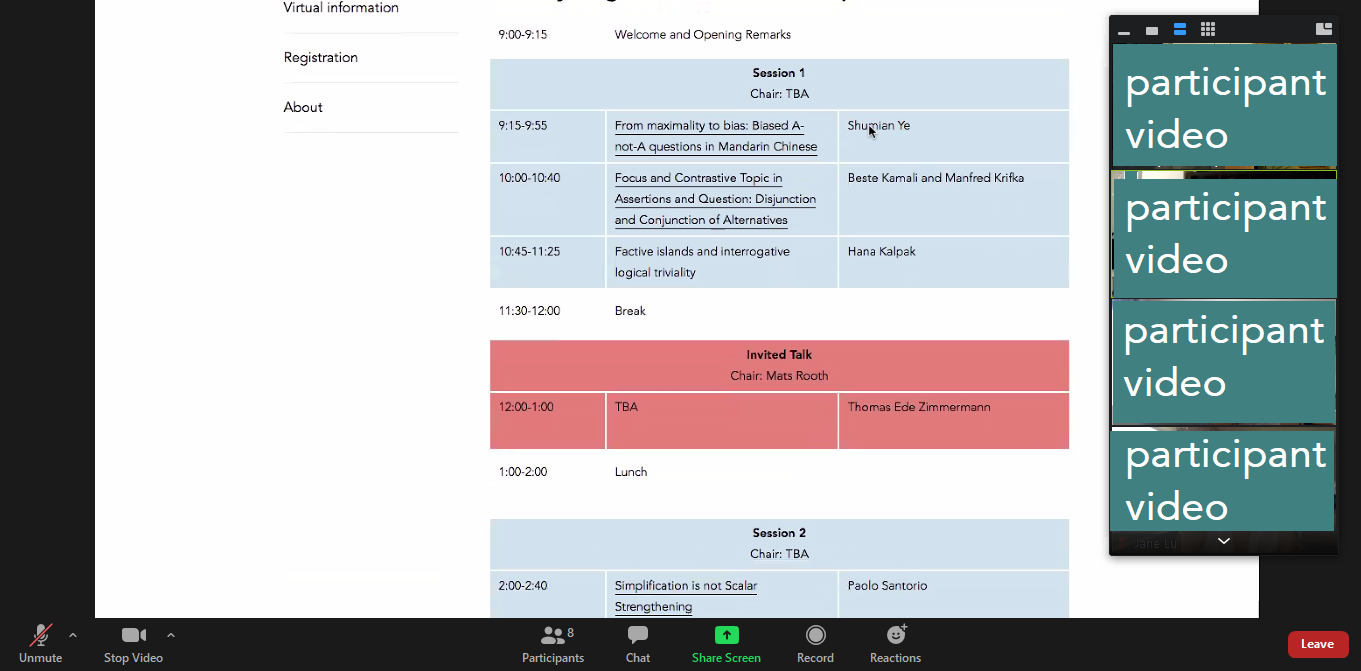 Virtual information
Registration
About
9:00-9:15 Welcome and Opening Remarks
Session 1
Chair: TBA
9:15-9:55 From maximality to bias: Biased A- Shumian Ye
not-A questions in Mandarin Chinese
10:00-10:40 Focus and Contrastive Topic in Beste Kamali and Manfred Krifka
Assertions and Question: Disjunction
and Conjunction of Alternatives
10:45-11:25 Factive islands and interrogative Hana Kalpak
logical triviality
11:30-12:00 Break
Invited Talk
Chair: Mats Rooth
12:00-1:00 TBA Thomas Ede Zimmermann
1:00-2:00 Lunch
Session 2
Chair: TBA
2:00-2:40 Simplification is not Scalar Paolo Santorio
Strengthening
participant
video
participant
video
participant
video
participant
video
Jane Lu
Unmute
Stop Video
8
Participants
Chat
Share Screen
Record
Reactions
Leave